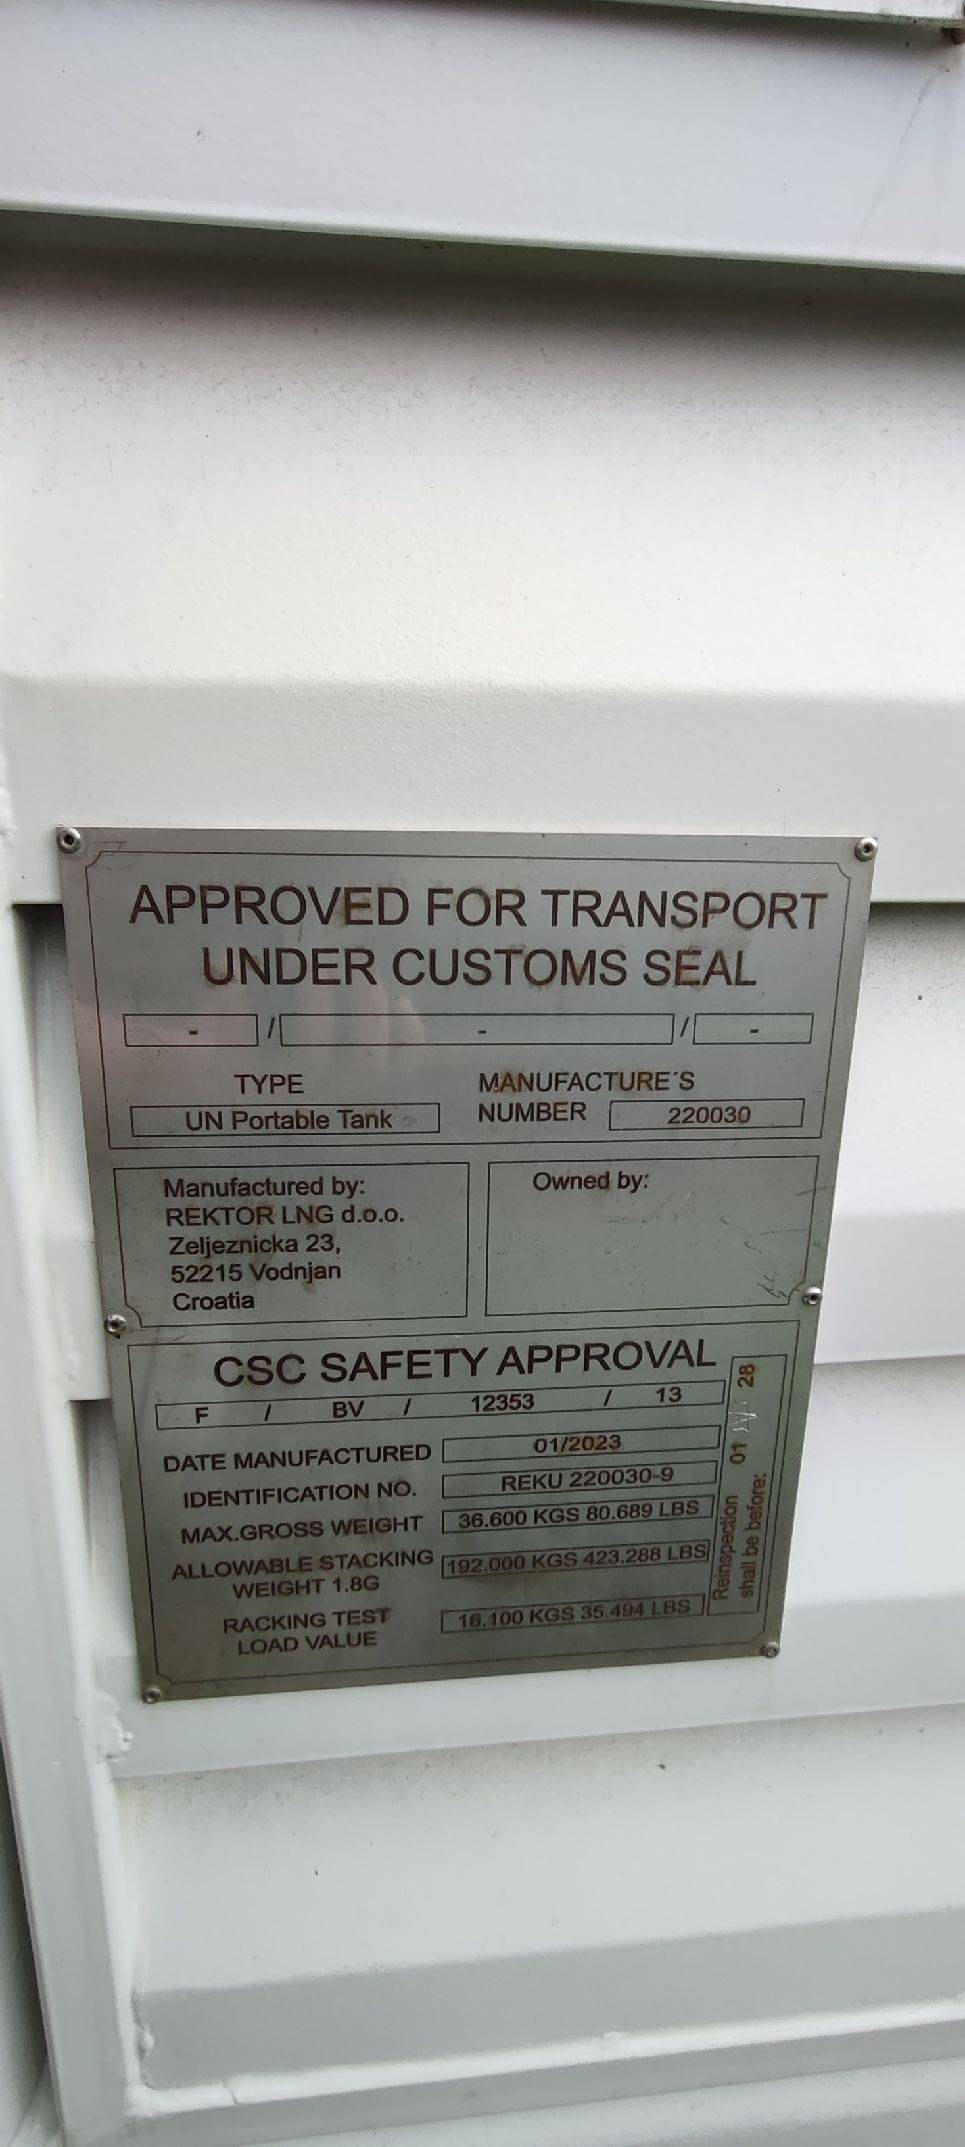 APPROVED FOR TRANSPORT
UNDER CUSTOMS SEAL
- / - / -
TYPE
UN Portable Tank
MANUFACTURE´S
NUMBER 220030
Manufactured by:
REKTOR LNG d.o.o.
Zeljeznicka 23,
52215 Vodnjan
Croatia
Owned by:
CSC SAFETY APPROVAL
F / BV / 12353 / 13
DATE MANUFACTURED 01/2023
IDENTIFICATION NO. REKU 220030-9
MAX.GROSS WEIGHT 36.600 KGS 80.689 LBS
ALLOWABLE STACKING
WEIGHT 1.8G 192.000 KGS 423.288 LBS
RACKING TEST
LOAD VALUE 16.100 KGS 35.494 LBS
Reinspection
shall be before: 01 28